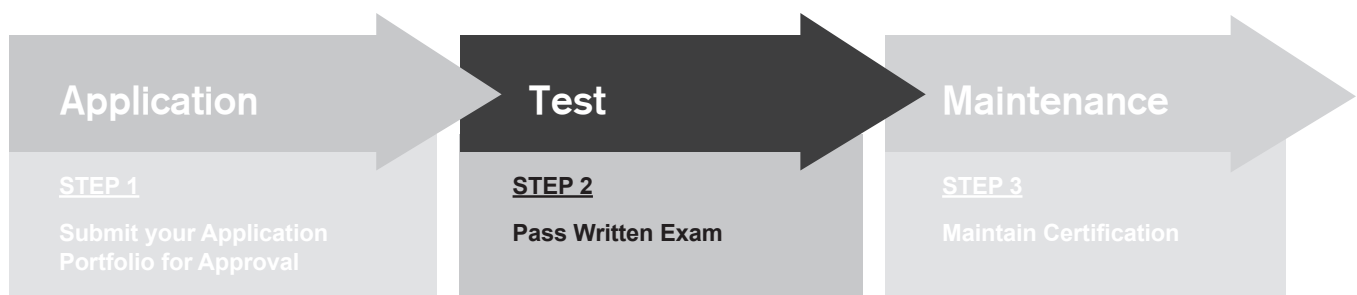 Application
STEP 1
Submit your Application
Portfolio for Approval
Test
STEP 2
Pass Written Exam
Maintenance
STEP 3
Maintain Certification